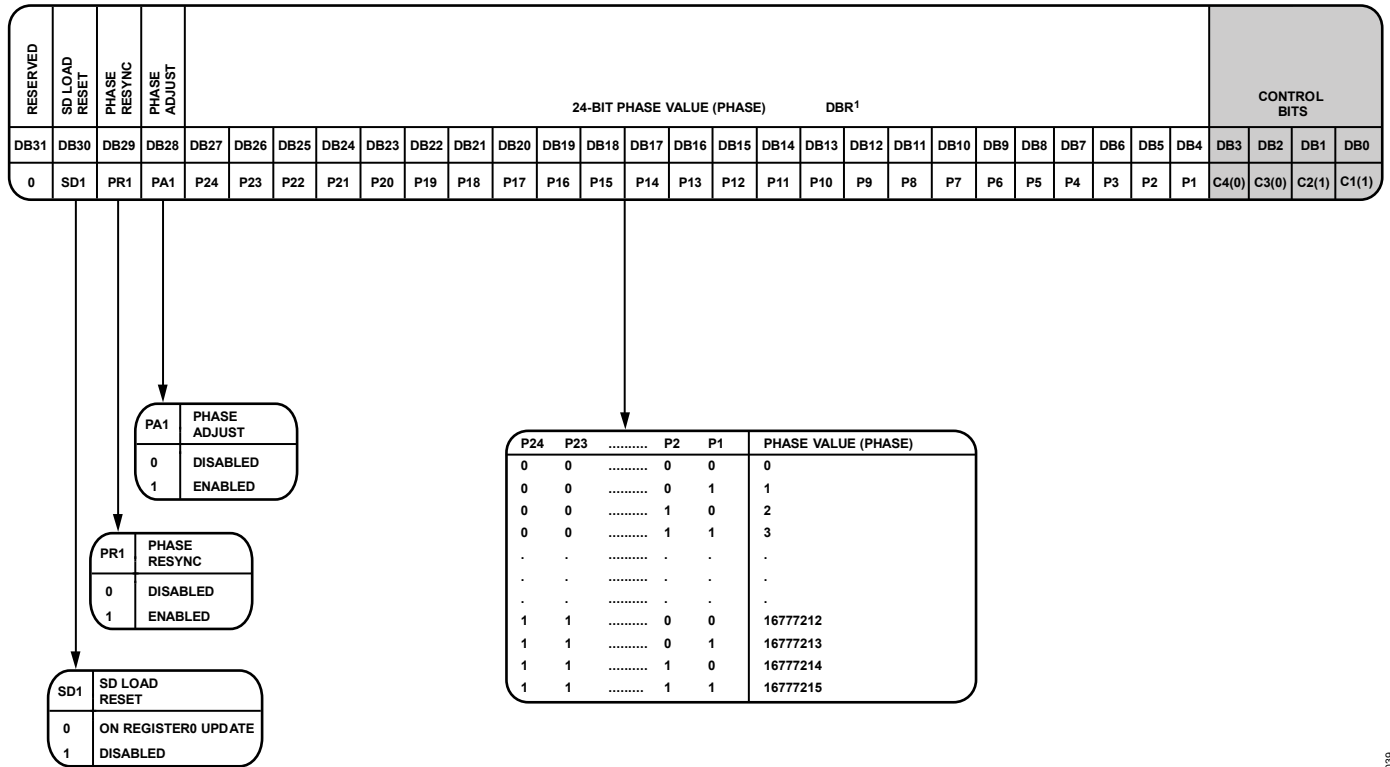 RESERVED
SD LOAD
RESET
PHASE
RESYNC
PHASE
ADJUST
24-BIT PHASE VALUE (PHASE) DBR1
CONTROL
BITS
DB31 DB30 DB29 DB28 DB27 DB26 DB25 DB24 DB23 DB22 DB21 DB20 DB19 DB18 DB17 DB16 DB15 DB14 DB13 DB12 DB11 DB10 DB9 DB8 DB7 DB6 DB5 DB4 DB3 DB2 DB1 DB0
0 SD1 PR1 PA1 P24 P23 P22 P21 P20 P19 P18 P17 P16 P15 P14 P13 P12 P11 P10 P9 P8 P7 P6 P5 P4 P3 P2 P1 C4(0) C3(0) C2(1) C1(1)
PA1 PHASE
ADJUST
0 DISABLED
1 ENABLED
PR1 PHASE
RESYNC
0 DISABLED
1 ENABLED
SD1 SD LOAD
RESET
0 ON REGISTER0 UPDATE
1 DISABLED
P24 P23 .......... P2 P1 PHASE VALUE (PHASE)
0 0 .......... 0 0 0
0 0 .......... 0 1 1
0 0 .......... 1 0 2
0 0 .......... 1 1 3
. . .......... . . .
. . .......... . . .
. . .......... . . .
1 1 .......... 0 0 16777212
1 1 .......... 0 1 16777213
1 1 .......... 1 0 16777214
1 1 ......... 1 1 16777215